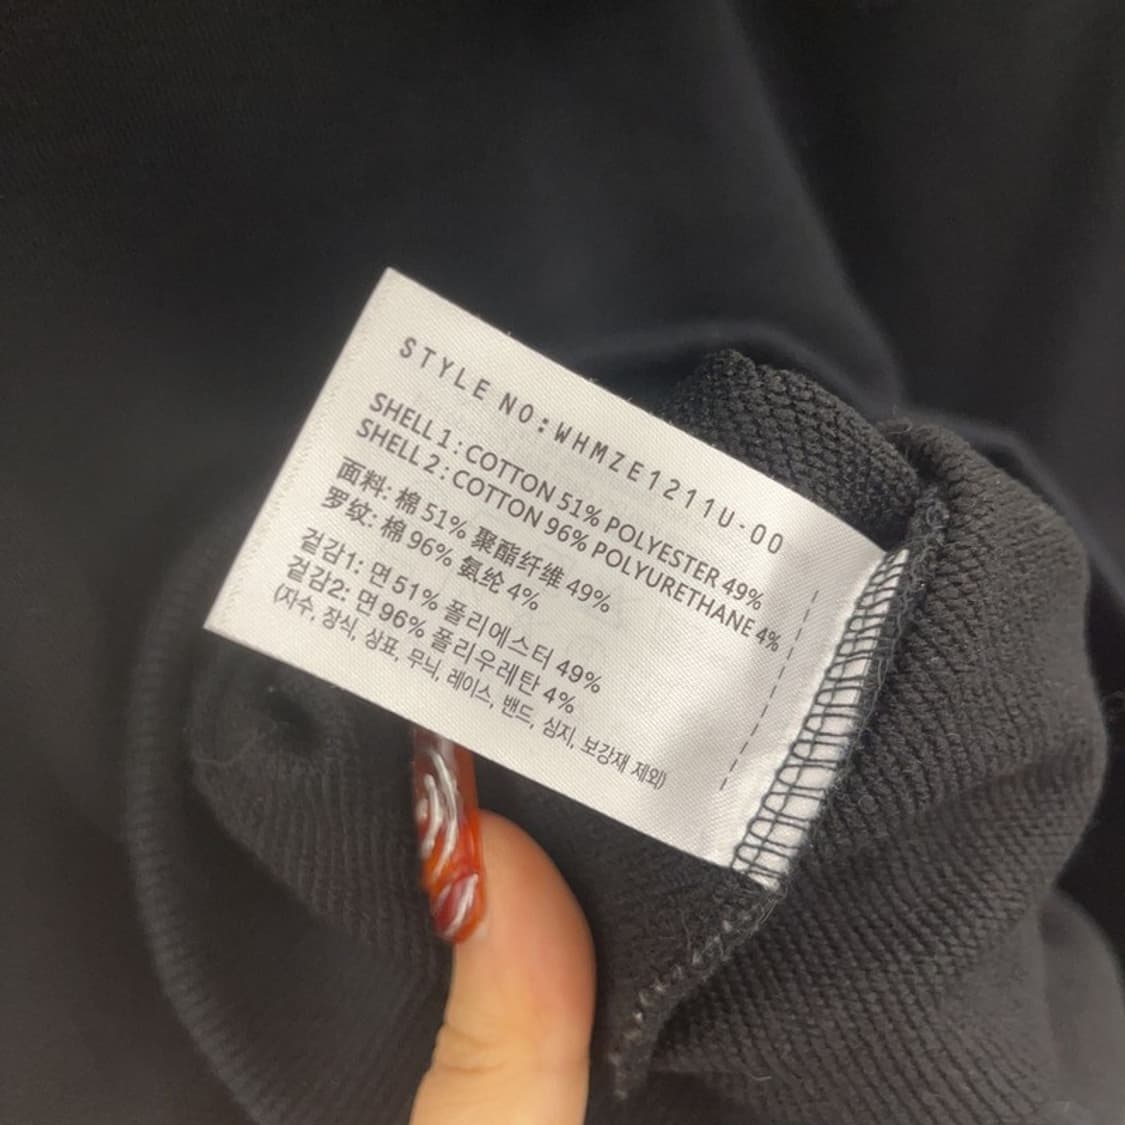 STYLE NO:WHMZE1211U-00
SHELL 1 : COTTON 51% POLYESTER 49%
SHELL 2 : COTTON 96% POLYURETHANE 4%
面料: 棉 51% 聚酯纤维 49%
罗纹: 棉 96% 氨纶 4%
겉감1: 면 51% 폴리에스터 49%
겉감2: 면 96% 폴리우레탄 4%
(자수, 장식, 상표, 무늬, 레이스, 밴드, 심지, 보강재 제외)